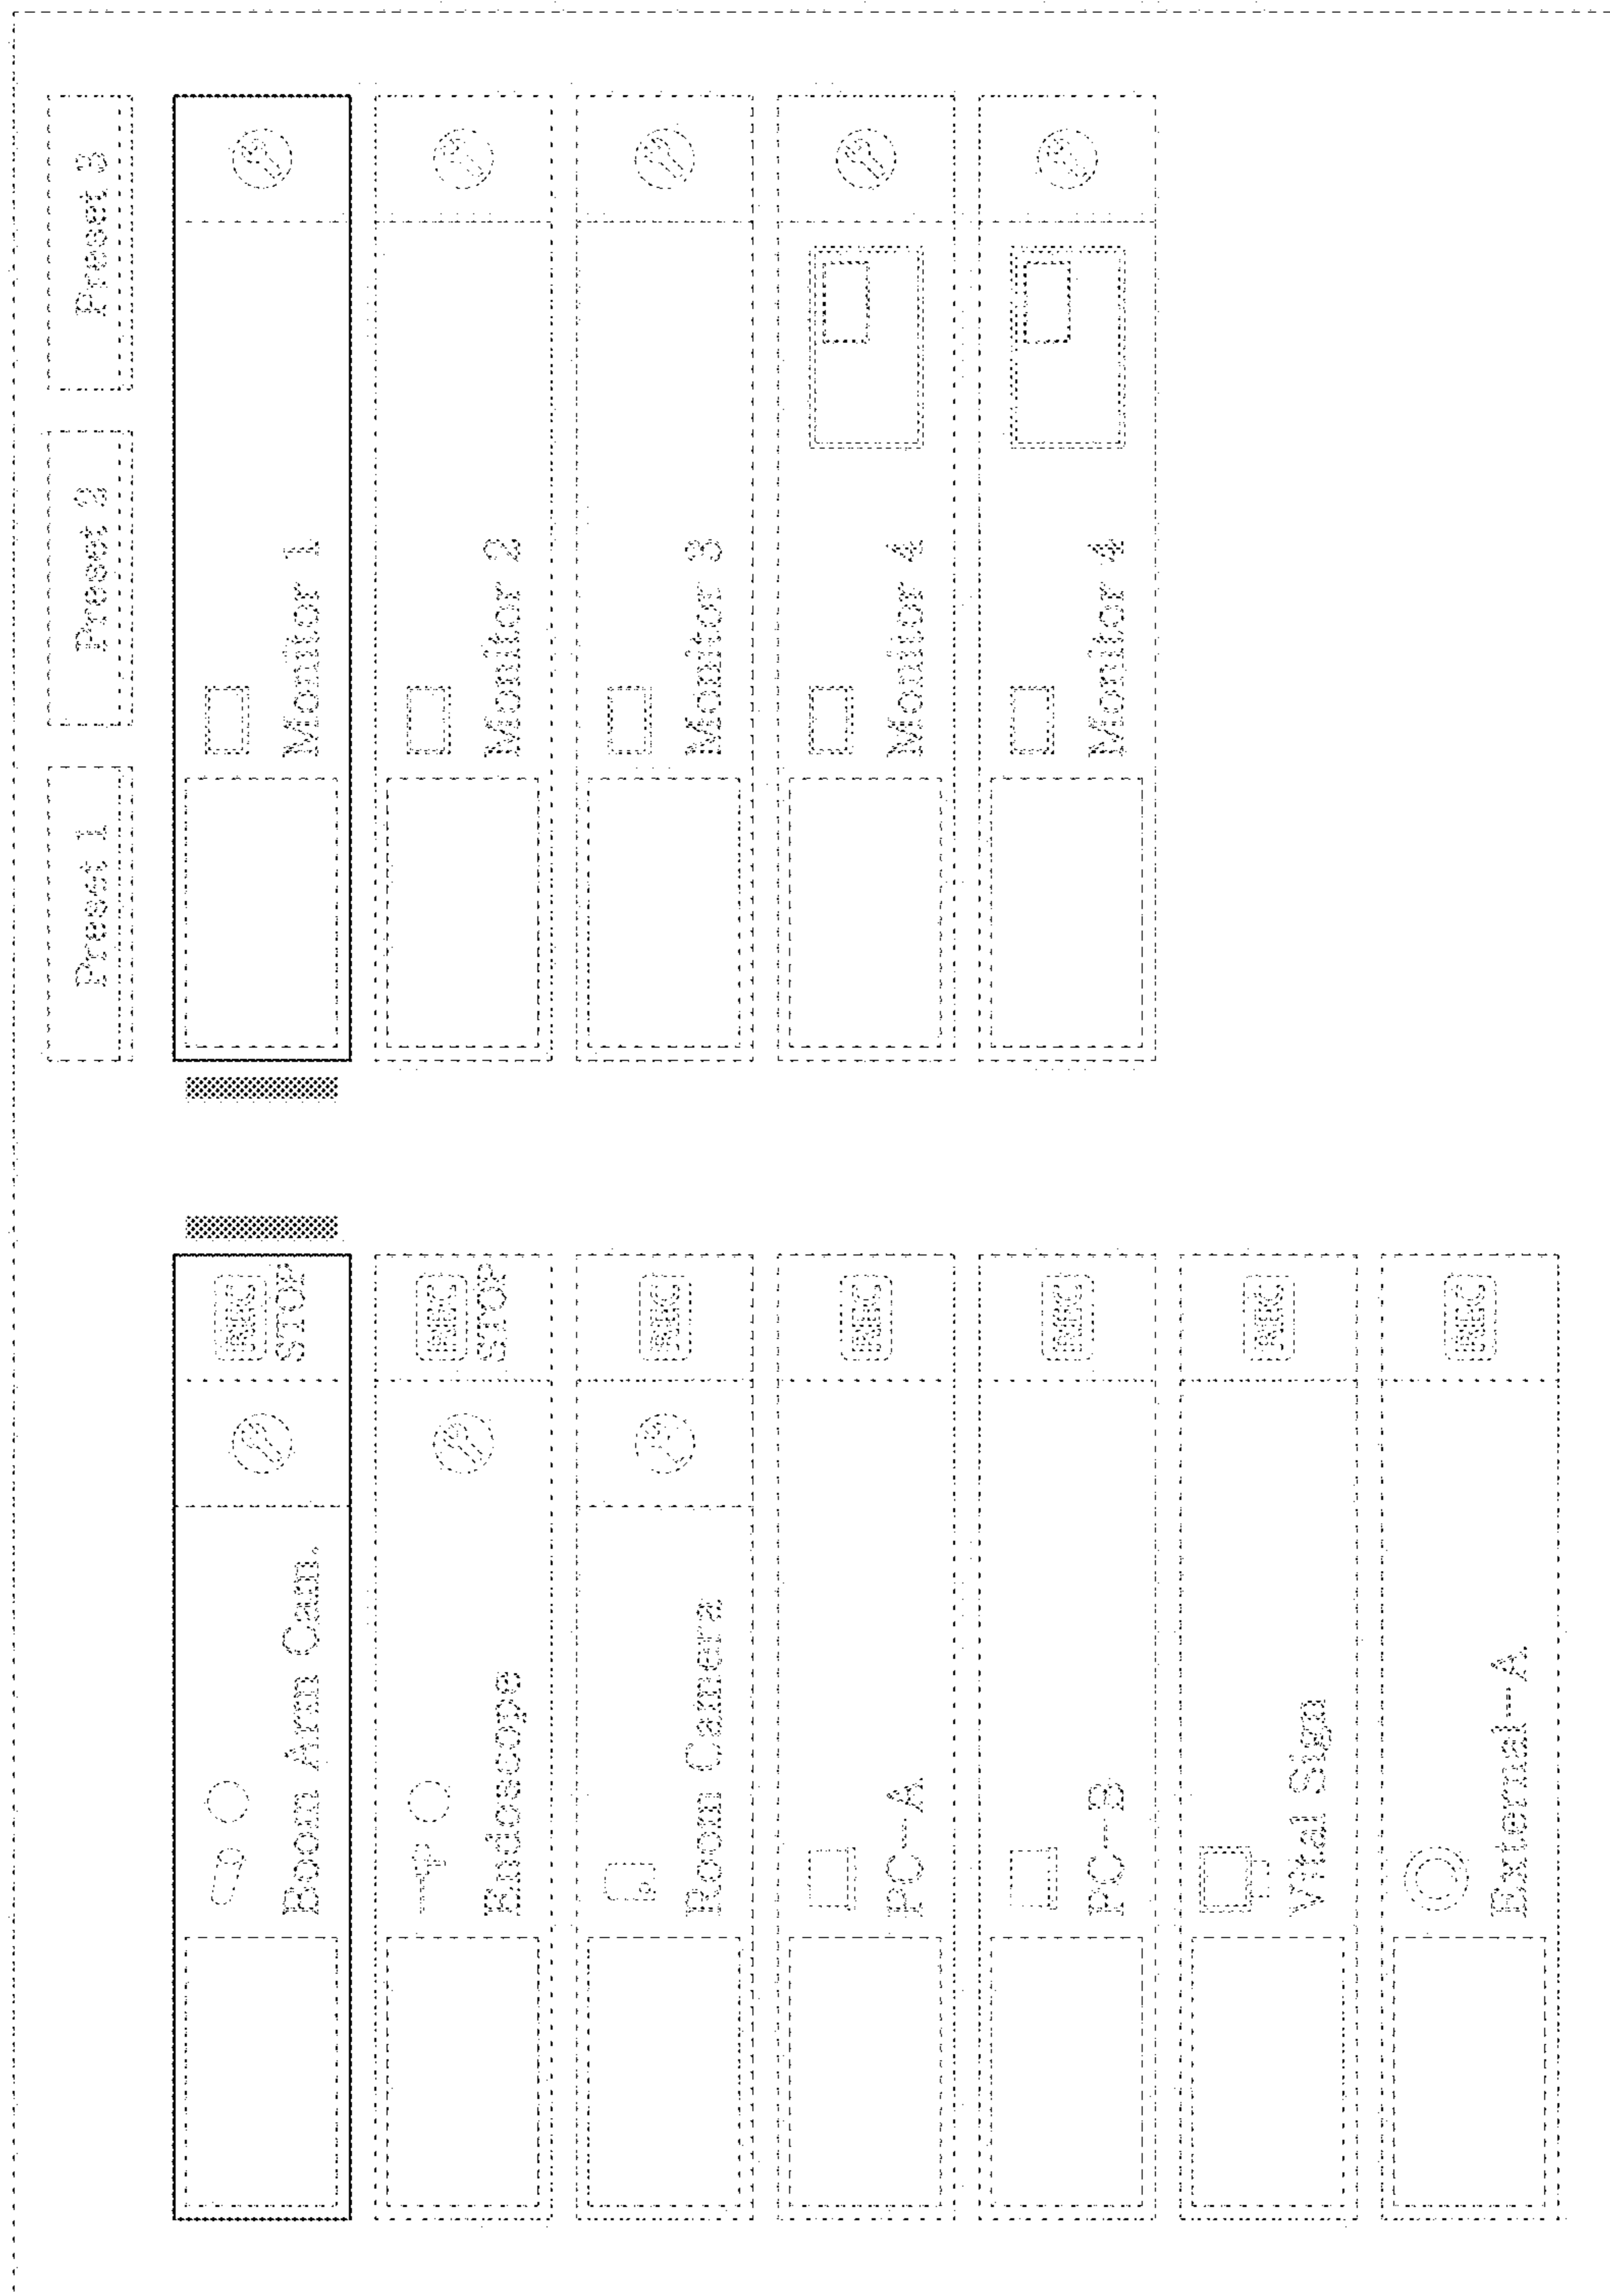 Preset 1
Preset 2
Preset 3
REC
STOP
Boom Arm Cam.
Monitor 1
REC
STOP
Endoscope
Monitor 2
REC
Room Camera
Monitor 3
REC
PC-A
Monitor 4
REC
PC-B
Monitor 4
REC
Vital Sign
REC
External-A